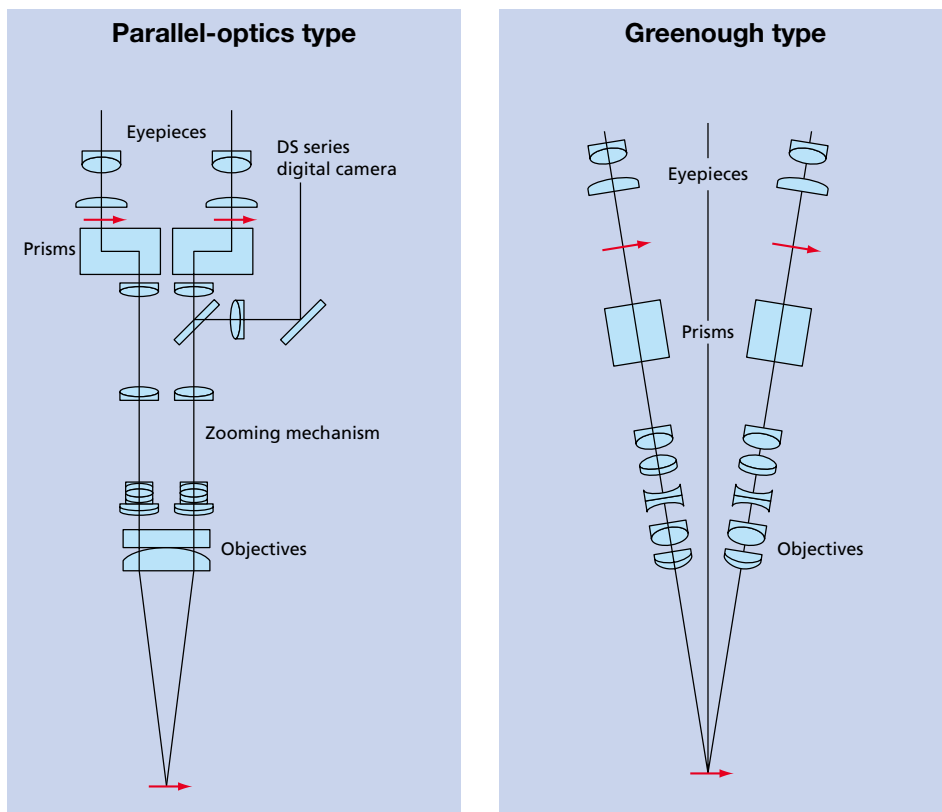 Parallel-optics type
Eyepieces
DS series
digital camera
Prisms
Zooming mechanism
Objectives
Greenough type
Eyepieces
Prisms
Objectives